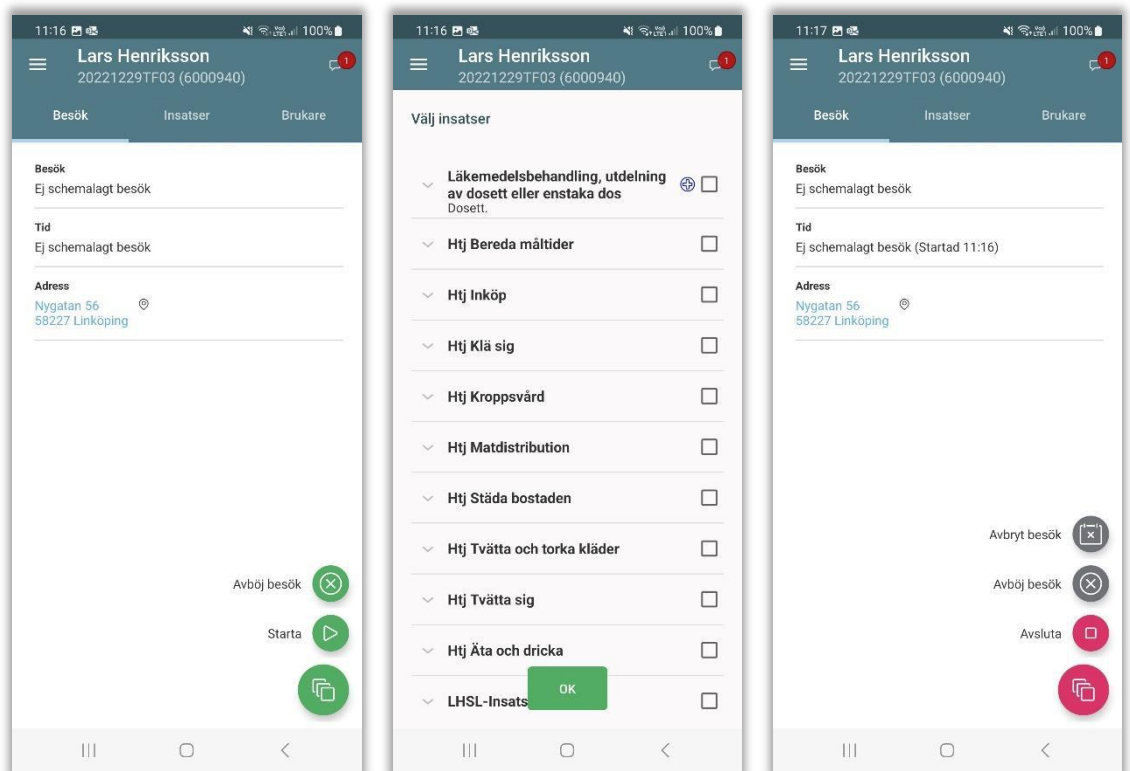 11:16 100%
Lars Henriksson
20221229TF03 (6000940)
1
Besök Insatser Brukare
Besök
Ej schemalagt besök
Tid
Ej schemalagt besök
Adress
Nygatan 56
58227 Linköping
Avböj besök
Starta
11:16 100%
Lars Henriksson
20221229TF03 (6000940)
1
Välj insatser
Läkemedelsbehandling, utdelning
av dosett eller enstaka dos
Dosett.
Htj Bereda måltider
Htj Inköp
Htj Klä sig
Htj Kroppsvård
Htj Matdistribution
Htj Städa bostaden
Htj Tvätta och torka kläder
Htj Tvätta sig
Htj Äta och dricka
OK
LHSL-Insats
11:17 100%
Lars Henriksson
20221229TF03 (6000940)
1
Besök Insatser Brukare
Besök
Ej schemalagt besök
Tid
Ej schemalagt besök (Startad 11:16)
Adress
Nygatan 56
58227 Linköping
Avbryt besök
Avböj besök
Avsluta